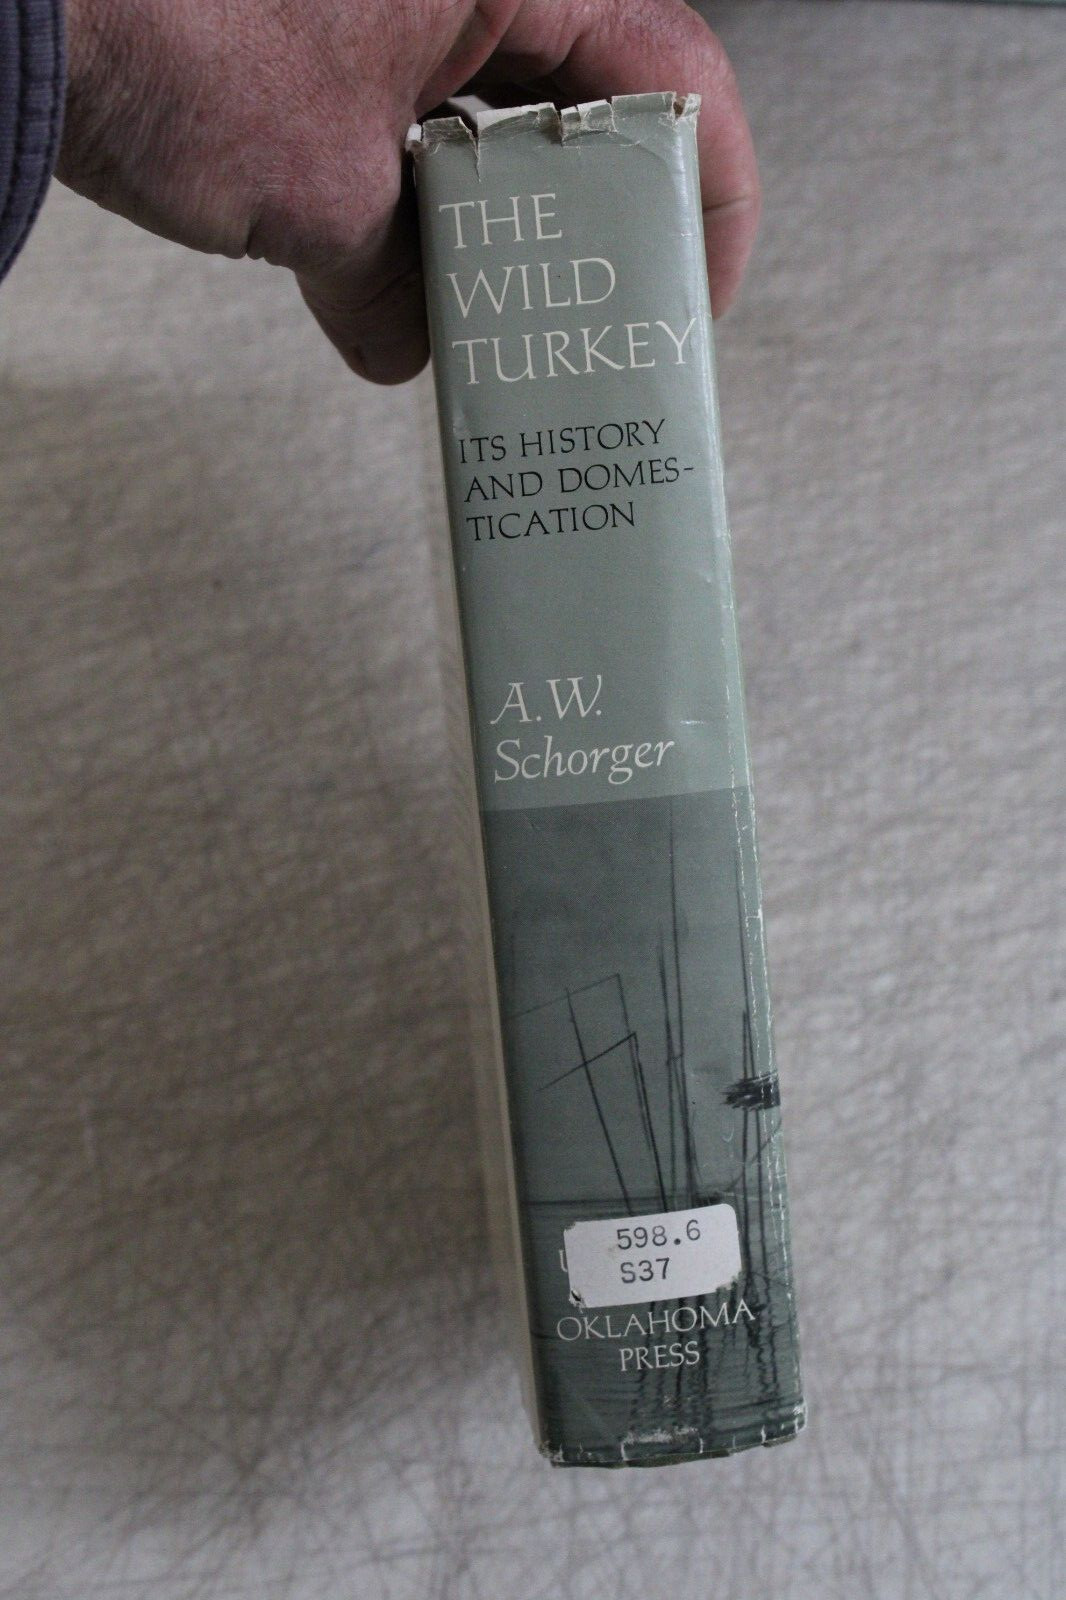 THE
WILD
TURKEY
ITS HISTORY
AND DOMES-
TICATION
A.W.
Schorger
598.6
S37
OKLAHOMA
PRESS